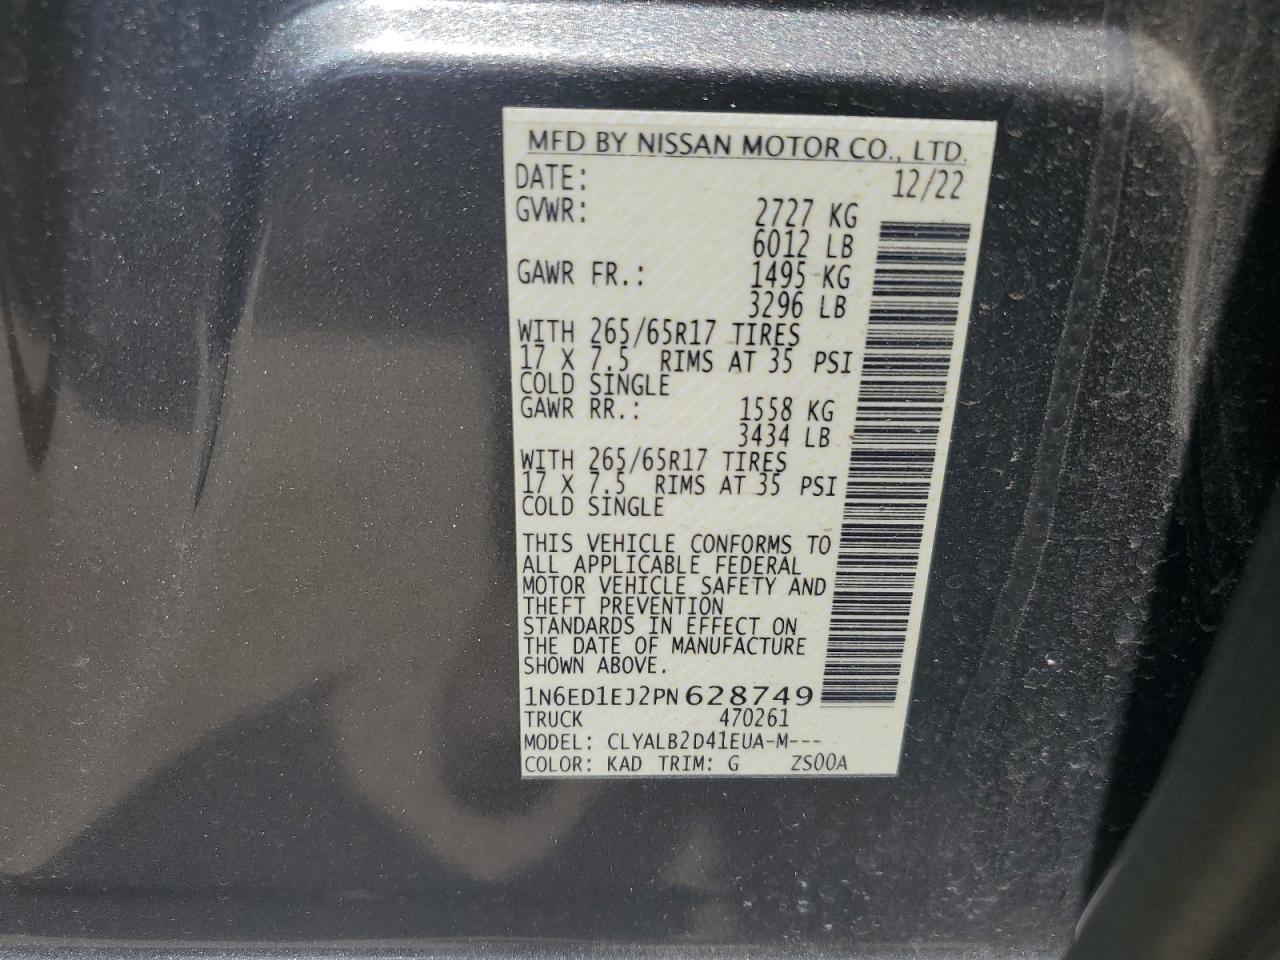 MFD BY NISSAN MOTOR CO., LTD.
DATE: 12/22
GVWR: 2727 KG
6012 LB
GAWR FR.: 1495 KG
3296 LB
WITH 265/65R17 TIRES
17 X 7.5 RIMS AT 35 PSI
COLD SINGLE
GAWR RR.: 1558 KG
3434 LB
WITH 265/65R17 TIRES
17 X 7.5 RIMS AT 35 PSI
COLD SINGLE
THIS VEHICLE CONFORMS TO
ALL APPLICABLE FEDERAL
MOTOR VEHICLE SAFETY AND
THEFT PREVENTION
STANDARDS IN EFFECT ON
THE DATE OF MANUFACTURE
SHOWN ABOVE.
1N6ED1EJ2PN628749
TRUCK 470261
MODEL: CLYALB2D41EUA-M---
COLOR: KAD TRIM: G ZS00A